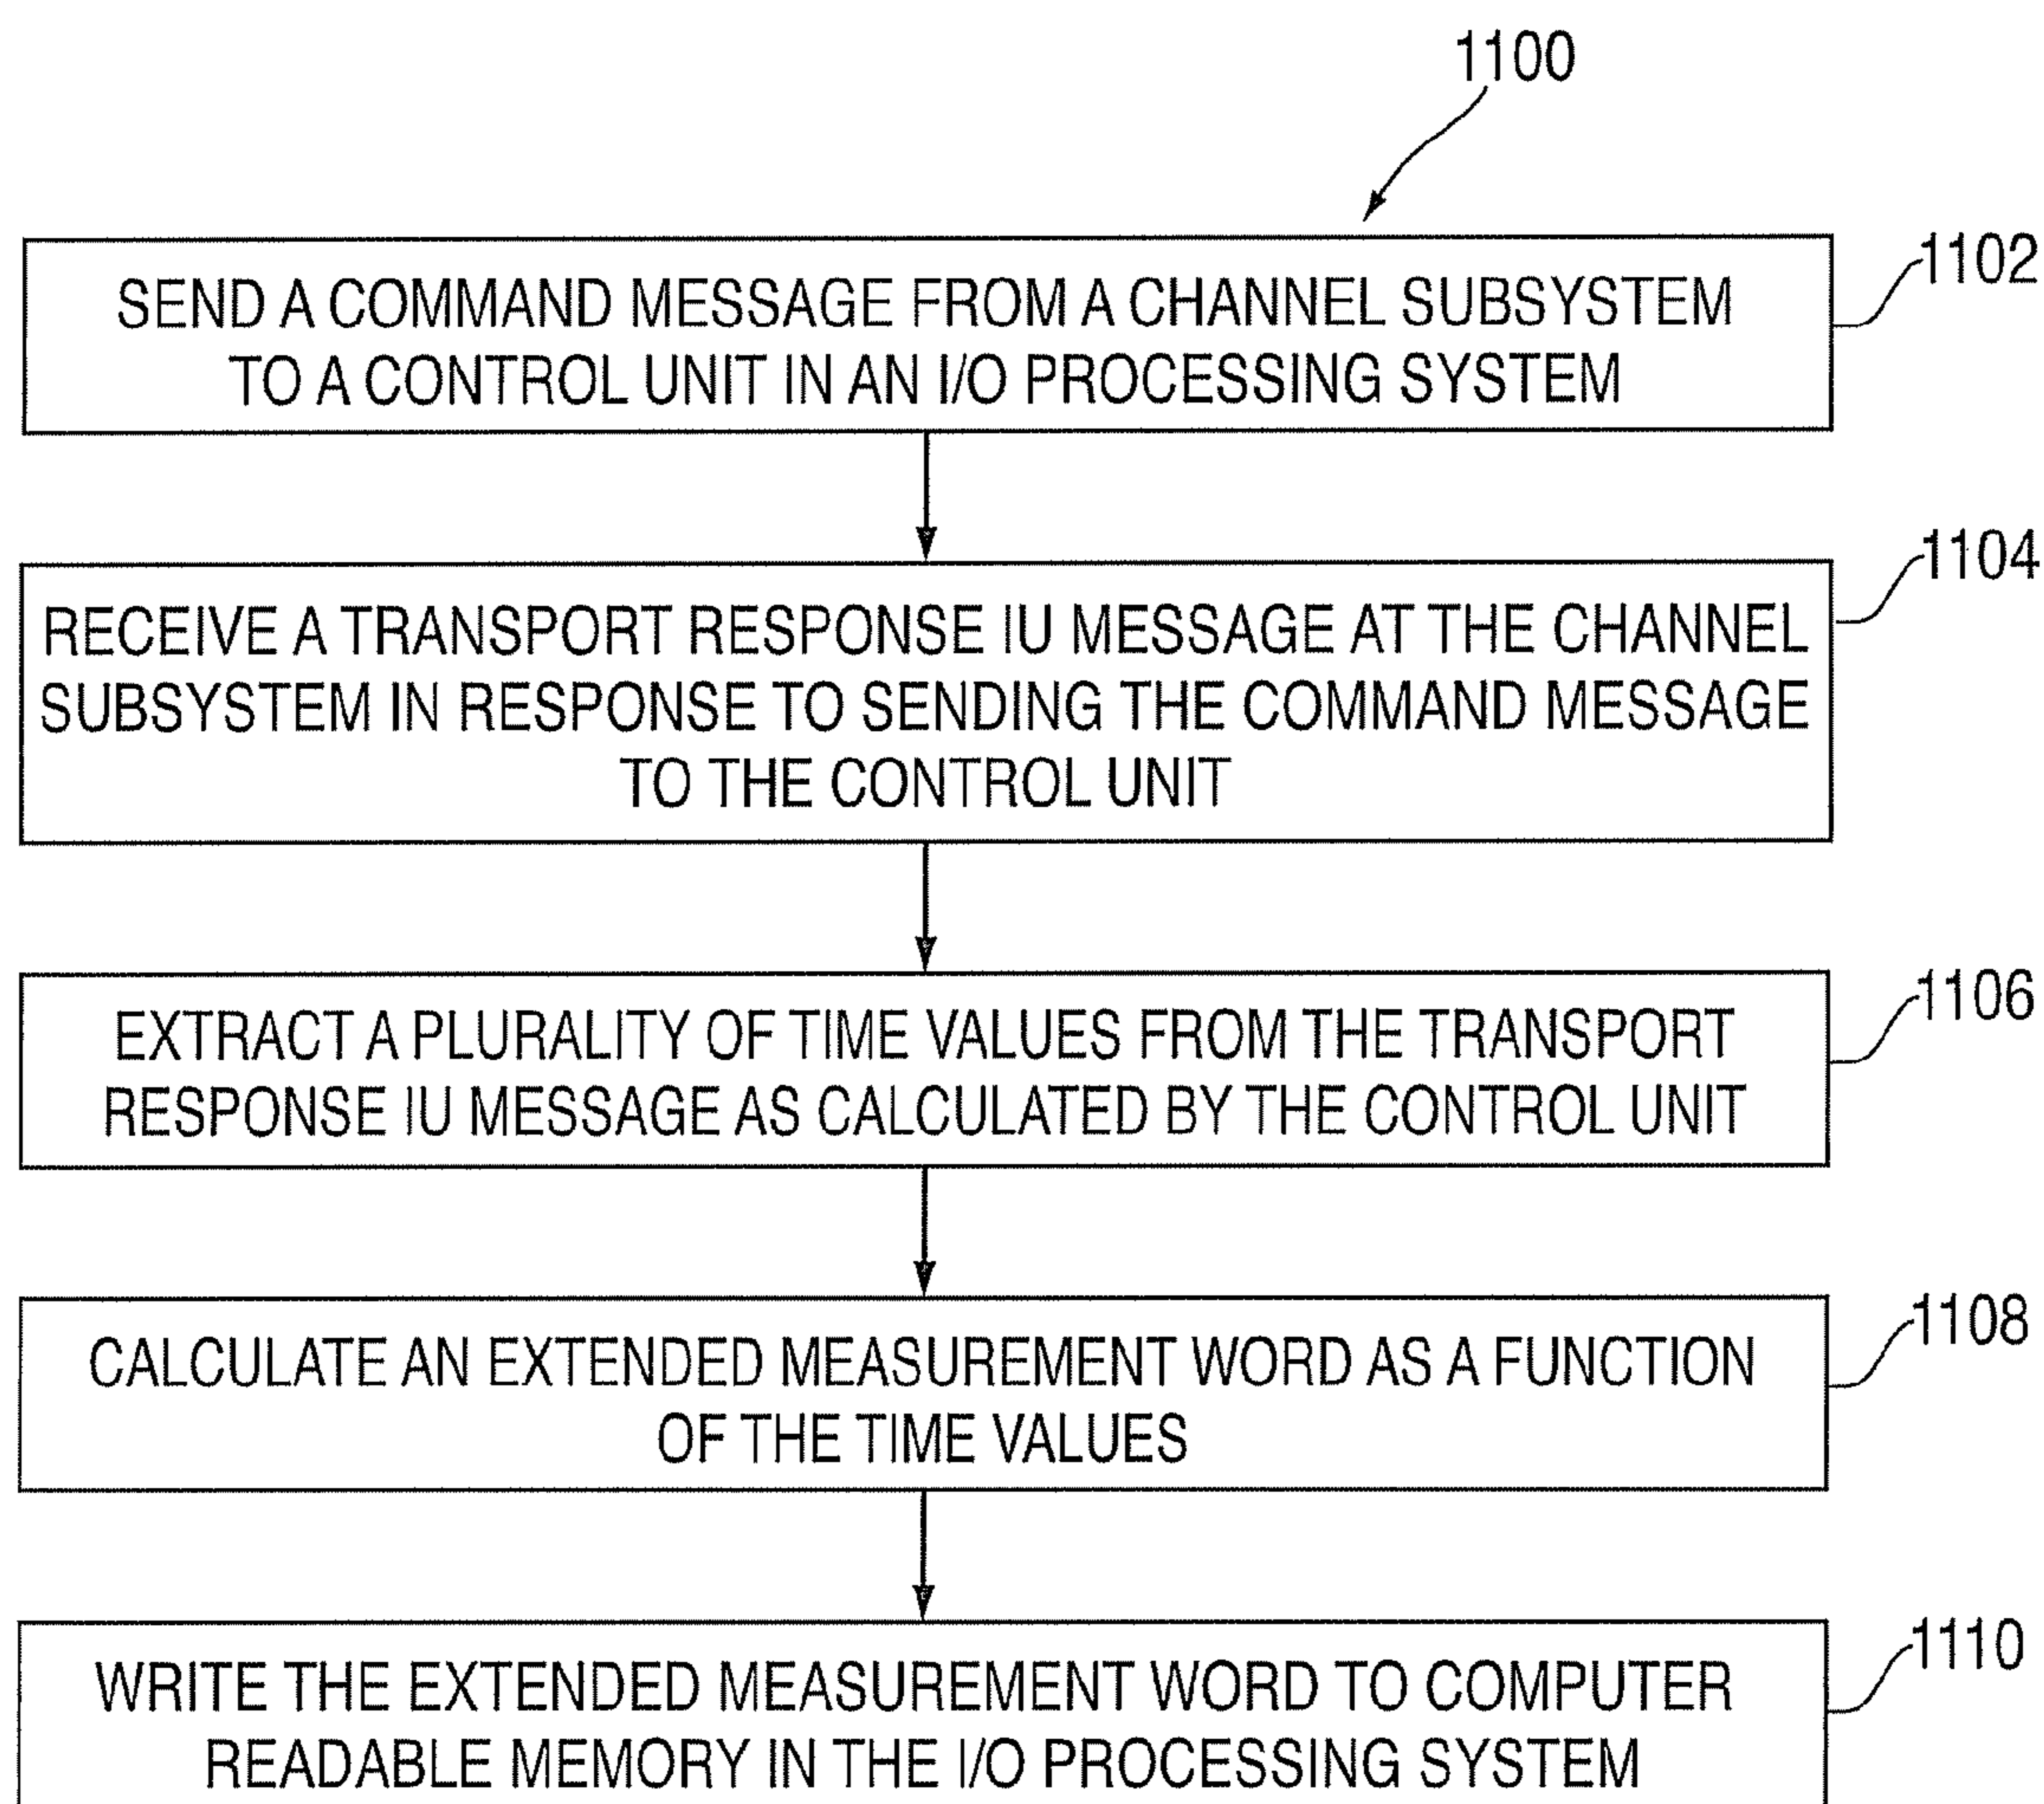 1100
1102
SEND A COMMAND MESSAGE FROM A CHANNEL SUBSYSTEM
TO A CONTROL UNIT IN AN I/O PROCESSING SYSTEM
1104
RECEIVE A TRANSPORT RESPONSE IU MESSAGE AT THE CHANNEL
SUBSYSTEM IN RESPONSE TO SENDING THE COMMAND MESSAGE
TO THE CONTROL UNIT
1106
EXTRACT A PLURALITY OF TIME VALUES FROM THE TRANSPORT
RESPONSE IU MESSAGE AS CALCULATED BY THE CONTROL UNIT
1108
CALCULATE AN EXTENDED MEASUREMENT WORD AS A FUNCTION
OF THE TIME VALUES
1110
WRITE THE EXTENDED MEASUREMENT WORD TO COMPUTER
READABLE MEMORY IN THE I/O PROCESSING SYSTEM